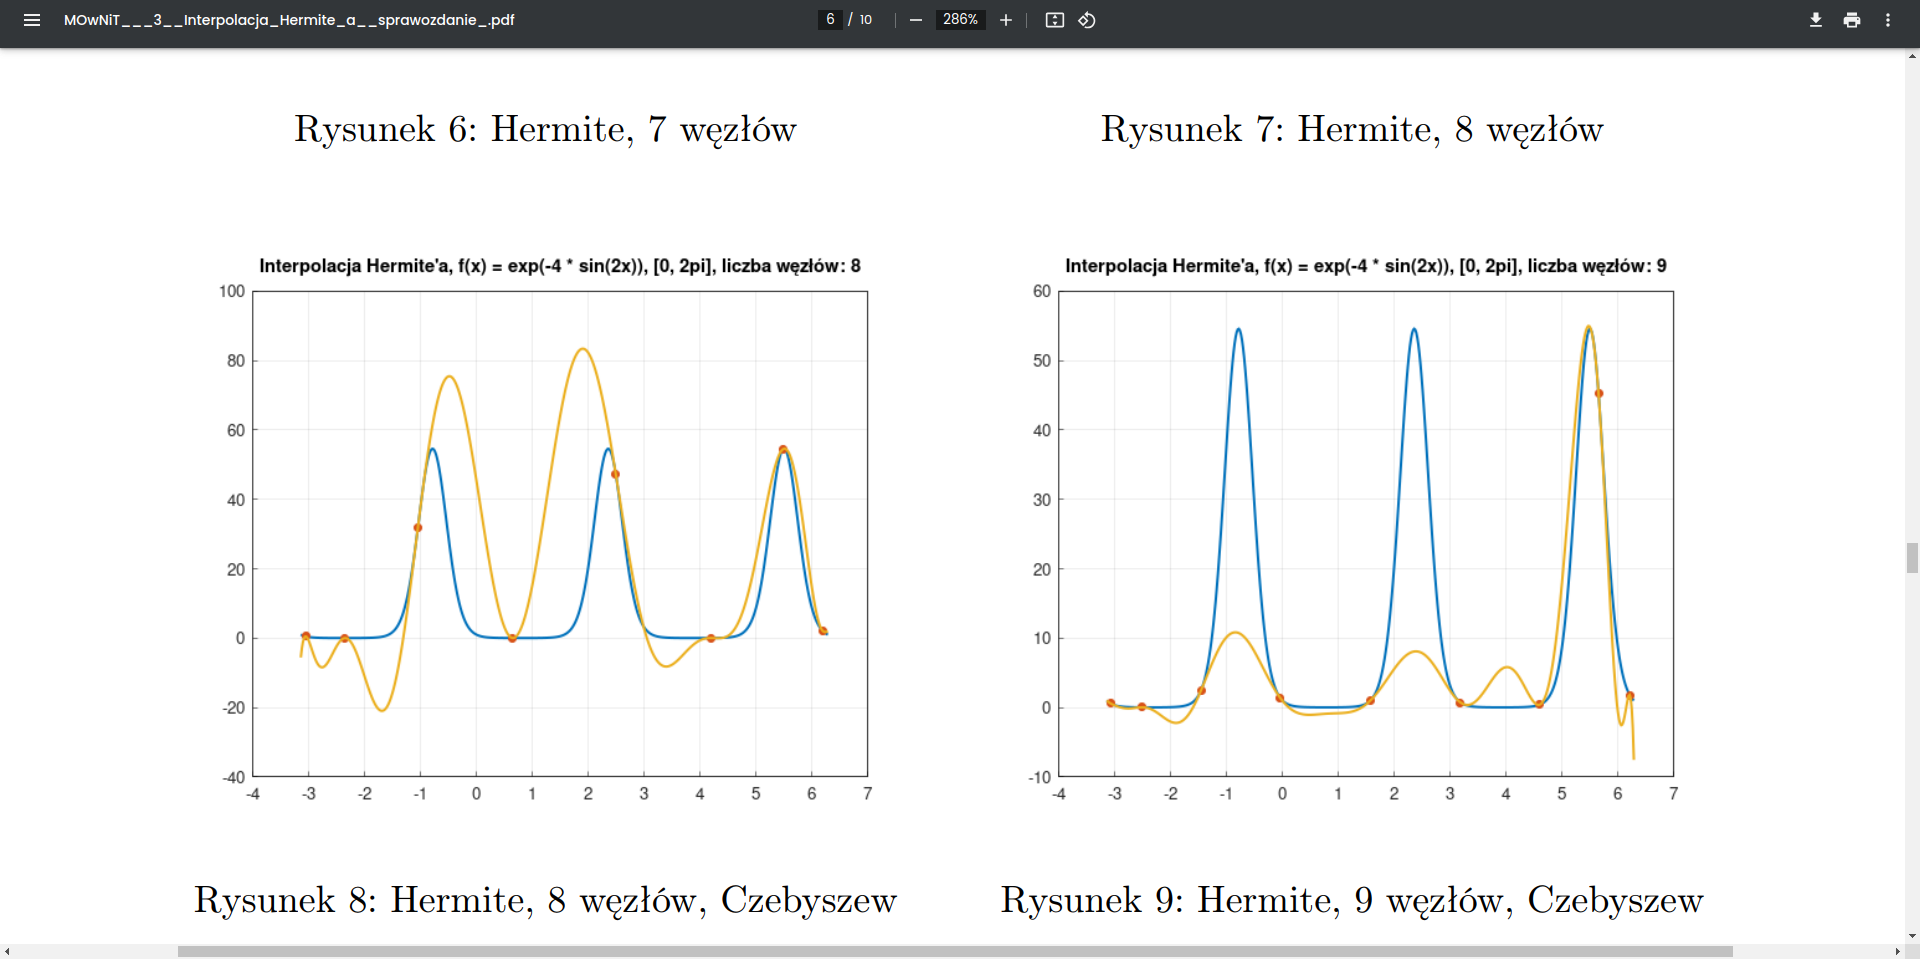 MOwNiT___3__Interpolacja_Hermite_a__sprawozdanie_.pdf
6 / 10
286%
Rysunek 6: Hermite, 7 węzłów
Rysunek 7: Hermite, 8 węzłów
Interpolacja Hermite'a, f(x) = exp(-4 * sin(2x)), [0, 2pi], liczba węzłów: 8
100
80
60
40
20
0
-20
-40
-4 -3 -2 -1 0 1 2 3 4 5 6 7
Rysunek 8: Hermite, 8 węzłów, Czebyszew
Interpolacja Hermite'a, f(x) = exp(-4 * sin(2x)), [0, 2pi], liczba węzłów: 9
60
50
40
30
20
10
0
-10
-4 -3 -2 -1 0 1 2 3 4 5 6 7
Rysunek 9: Hermite, 9 węzłów, Czebyszew